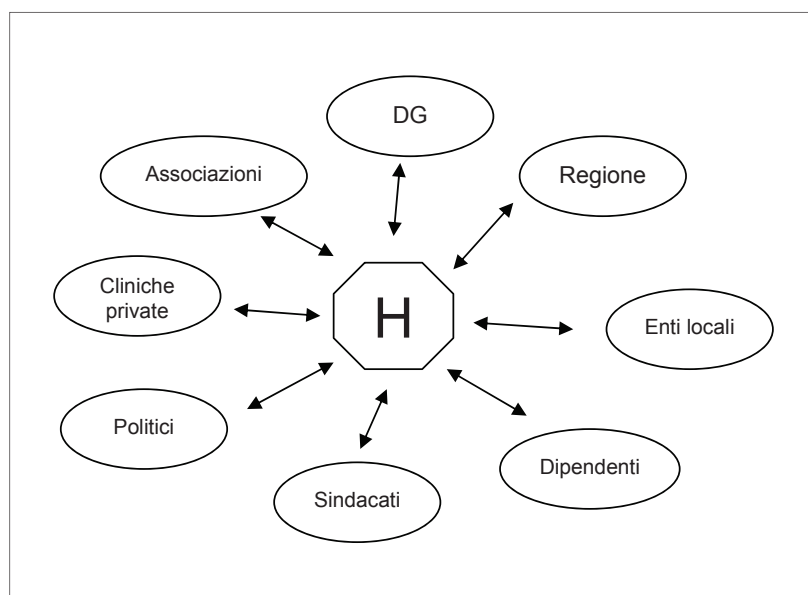 DG
Associazioni
Regione
Cliniche
private
H
Enti locali
Politici
Dipendenti
Sindacati